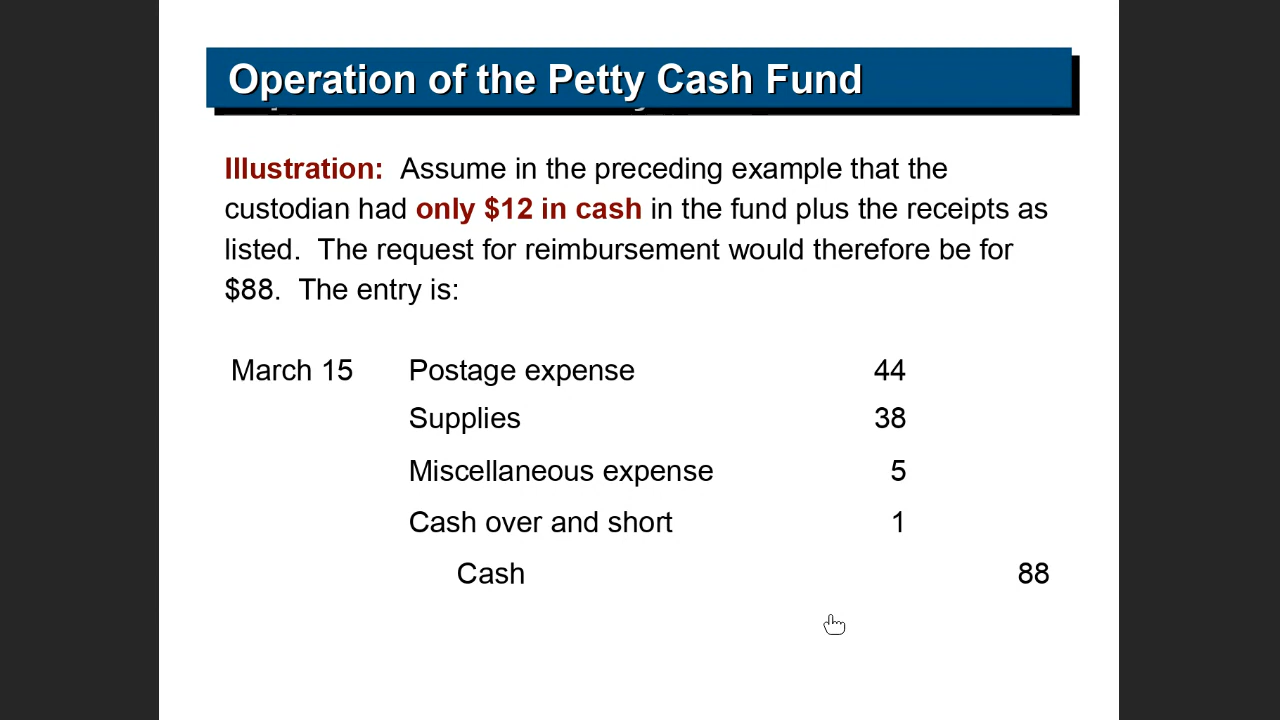 Operation of the Petty Cash Fund
Illustration: Assume in the preceding example that the
custodian had only $12 in cash in the fund plus the receipts as
listed. The request for reimbursement would therefore be for
$88. The entry is:
March 15 Postage expense 44
Supplies 38
Miscellaneous expense 5
Cash over and short 1
Cash 88